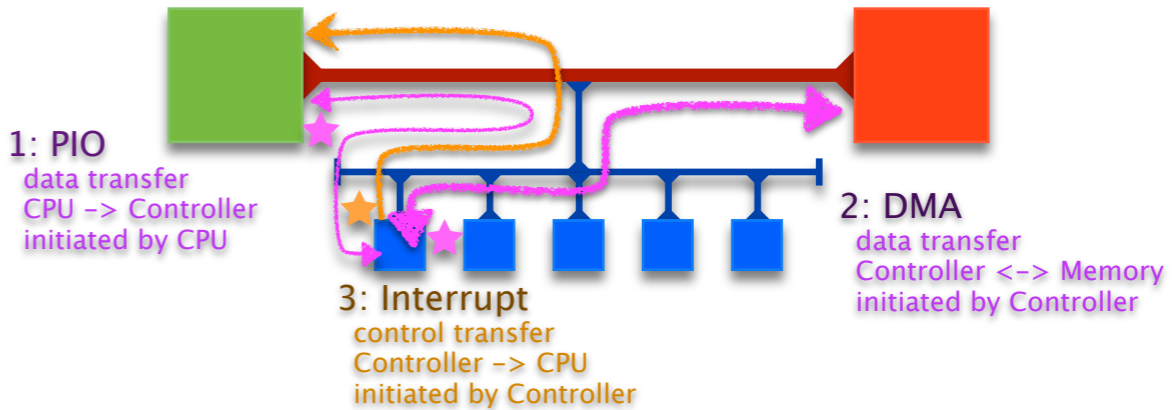 1: PIO
data transfer
CPU -> Controller
initiated by CPU
2: DMA
data transfer
Controller <-> Memory
initiated by Controller
3: Interrupt
control transfer
Controller -> CPU
initiated by Controller